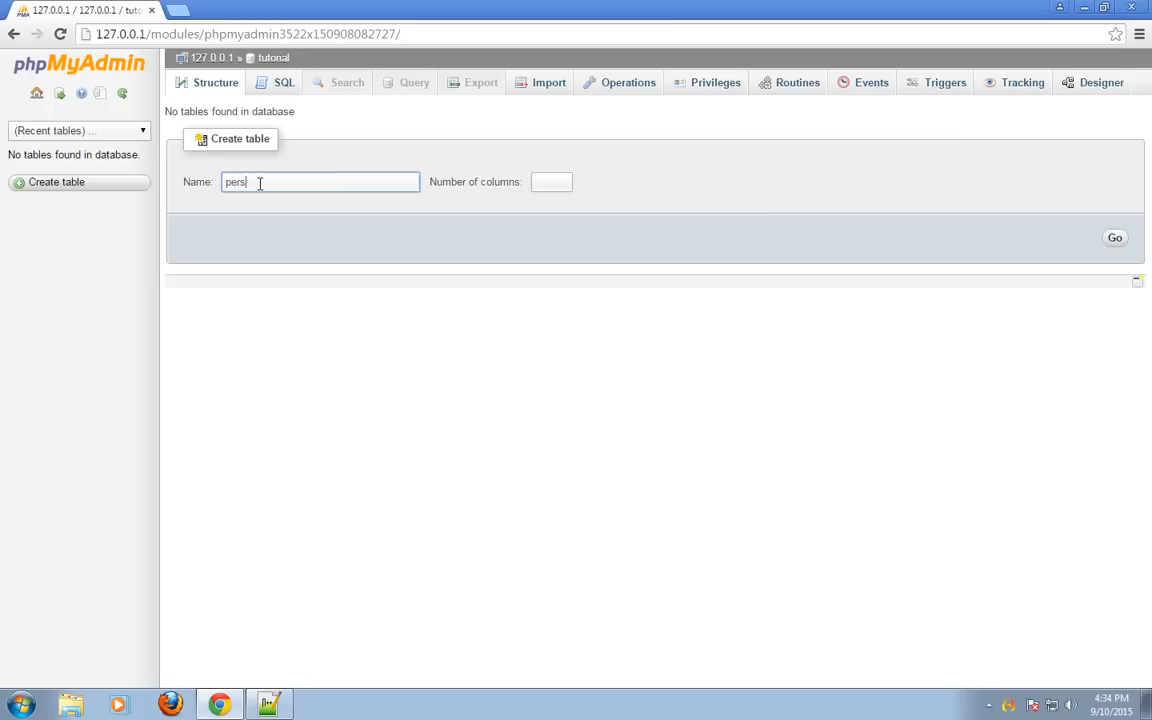 127.0.0.1 / 127.0.0.1 / tuto
127.0.0.1/modules/phpmyadmin3522x150908082727/
phpMyAdmin
127.0.0.1 » tutorial
Structure SQL Search Query Export Import Operations Privileges Routines Events Triggers Tracking Designer
(Recent tables) ...
No tables found in database.
Create table
No tables found in database
Create table
Name: pers Number of columns:
Go
4:34 PM
9/10/2015